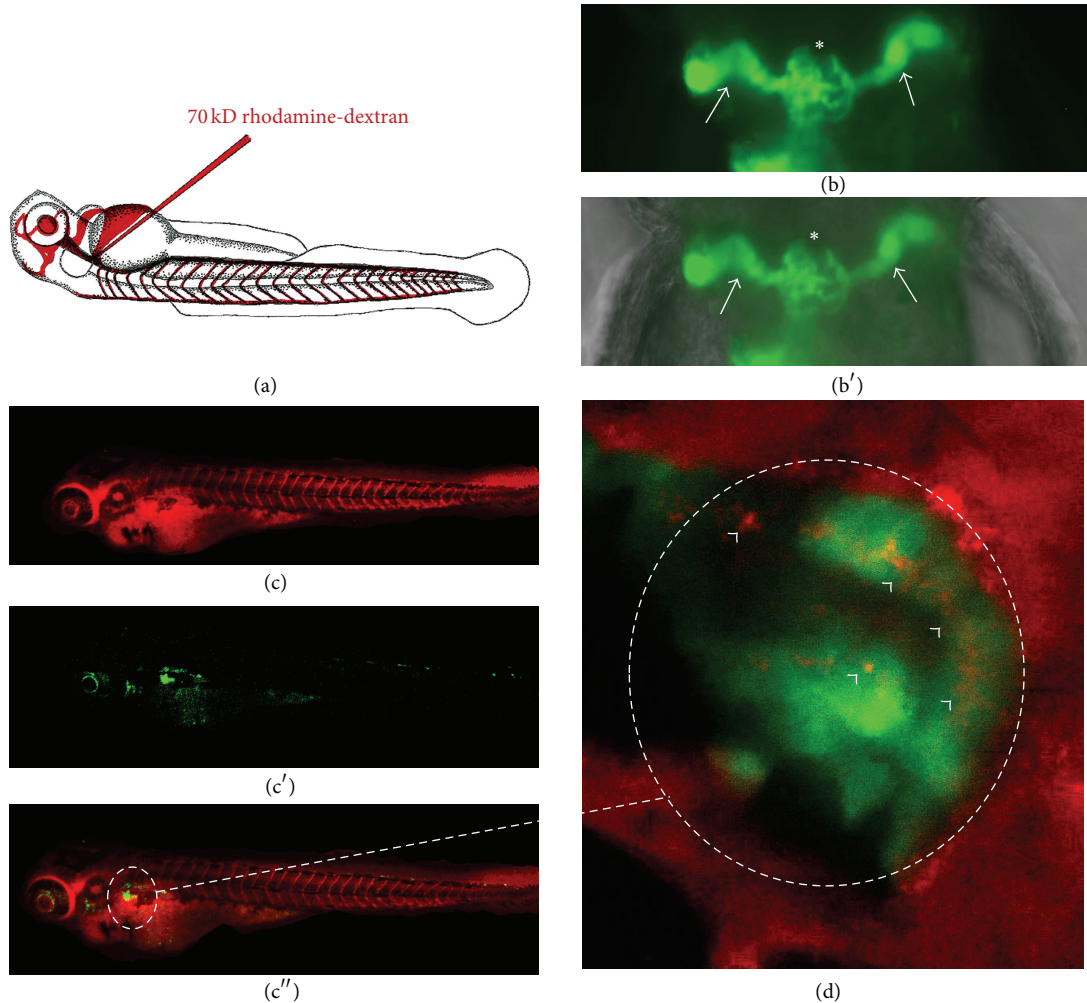 70 kD rhodamine-dextran
(a)
*
(b)
*
(b′)
(c)
(c′)
(c″)
(d)